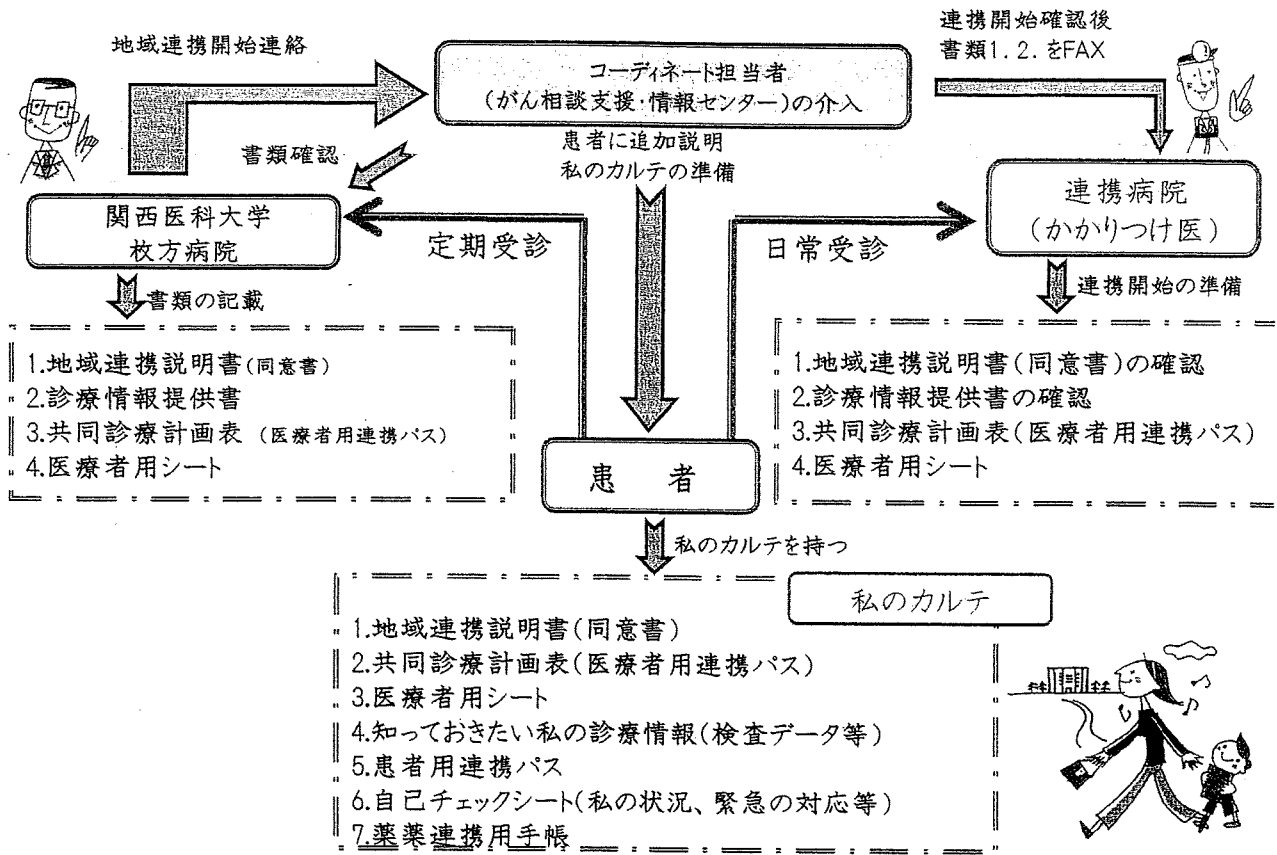 地域連携開始連絡
連携開始確認後
書類1.2.をFAX
コーディネート担当者
(がん相談支援・情報センター)の介入
書類確認
患者に追加説明
私のカルテの準備
関西医科大学
枚方病院
連携病院
(かかりつけ医)
定期受診
日常受診
書類の記載
連携開始の準備
1.地域連携説明書(同意書)
2.診療情報提供書
3.共同診療計画表 (医療者用連携パス)
4.医療者用シート
1.地域連携説明書(同意書)の確認
2.診療情報提供書の確認
3.共同診療計画表(医療者用連携パス)
4.医療者用シート
患 者
私のカルテを持つ
私のカルテ
1.地域連携説明書(同意書)
2.共同診療計画表(医療者用連携パス)
3.医療者用シート
4.知っておきたい私の診療情報(検査データ等)
5.患者用連携パス
6.自己チェックシート(私の状況、緊急の対応等)
7.薬薬連携用手帳